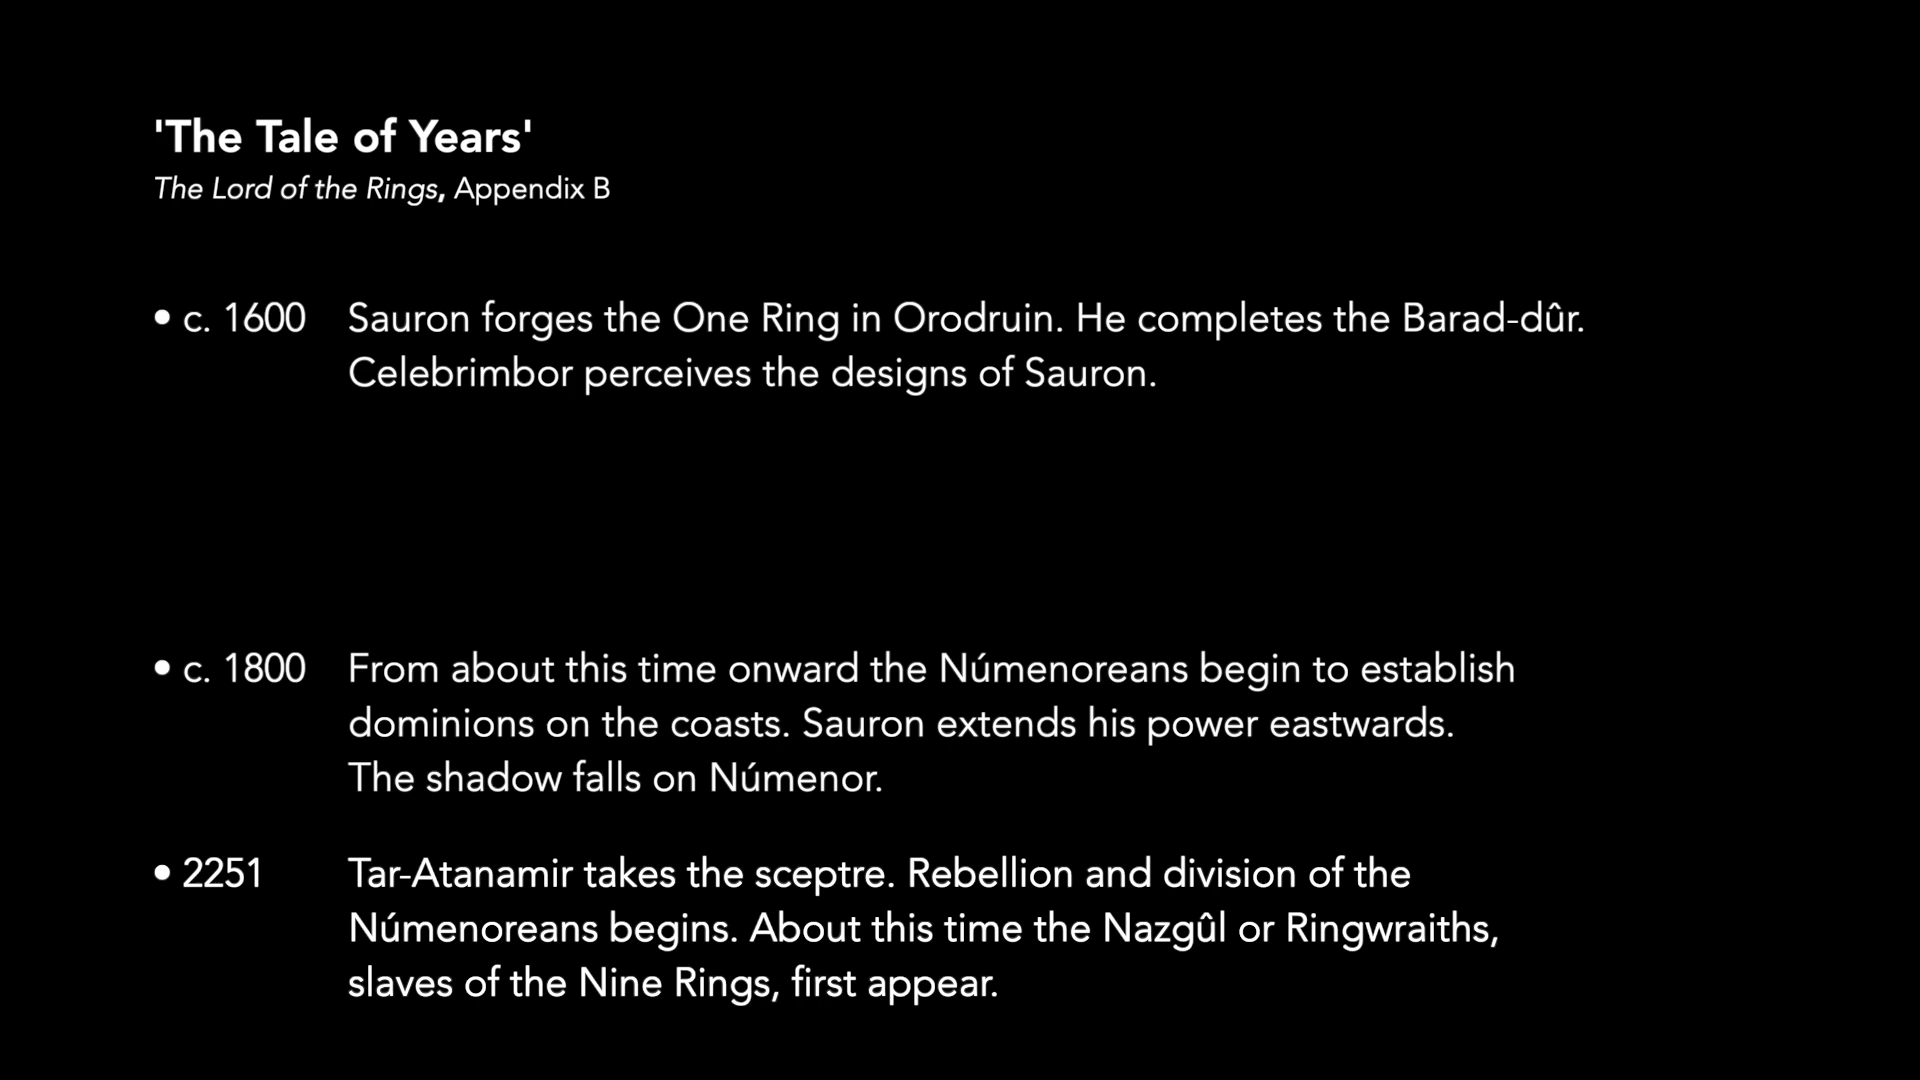 'The Tale of Years'
The Lord of the Rings, Appendix B
• c. 1600 Sauron forges the One Ring in Orodruin. He completes the Barad-dûr.
Celebrimbor perceives the designs of Sauron.
• c. 1800 From about this time onward the Númenoreans begin to establish
dominions on the coasts. Sauron extends his power eastwards.
The shadow falls on Númenor.
• 2251 Tar-Atanamir takes the sceptre. Rebellion and division of the
Númenoreans begins. About this time the Nazgûl or Ringwraiths,
slaves of the Nine Rings, first appear.